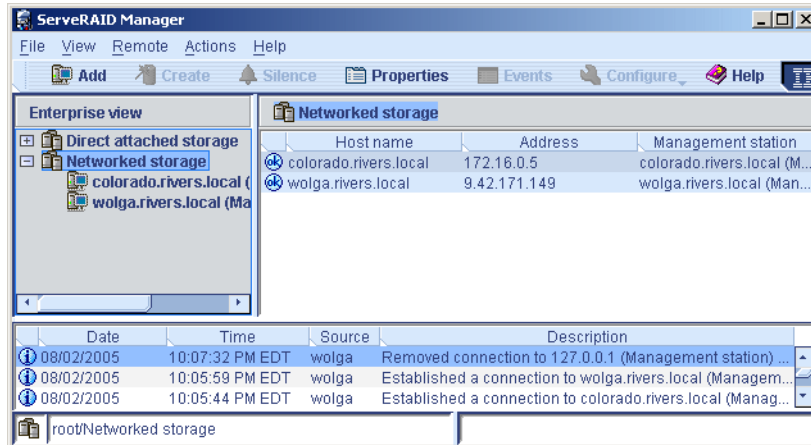 ServeRAID Manager
File View Remote Actions Help
Add Create Silence Properties Events Configure Help
Enterprise view
Direct attached storage
Networked storage
colorado.rivers.local (
wolga.rivers.local (Ma
Networked storage
Host name Address Management station
ok colorado.rivers.local 172.16.0.5 colorado.rivers.local (M...
ok wolga.rivers.local 9.42.171.149 wolga.rivers.local (Man...
Date Time Source Description
08/02/2005 10:07:32 PM EDT wolga Removed connection to 127.0.0.1 (Management station) ...
08/02/2005 10:05:59 PM EDT wolga Established a connection to wolga.rivers.local (Managem...
08/02/2005 10:05:44 PM EDT wolga Established a connection to colorado.rivers.local (Manag...
root/Networked storage